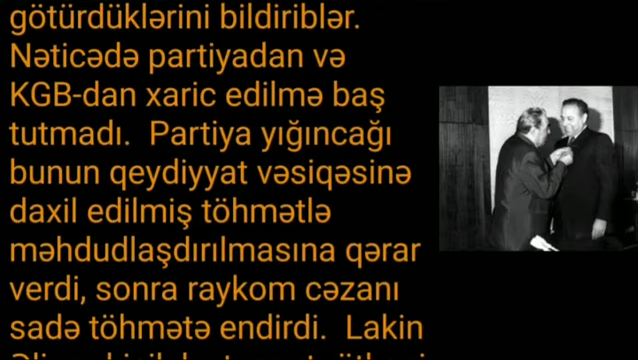 götürdüklərini bildiriblər.
Nəticədə partiyadan və
KGB-dan xaric edilmə baş
tutmadı. Partiya yığıncağı
bunun qeydiyyat vəsiqəsinə
daxil edilmiş töhmətlə
məhdudlaşdırılmasına qərar
verdi, sonra raykom cəzanı
sadə töhmətə endirdi. Lakin